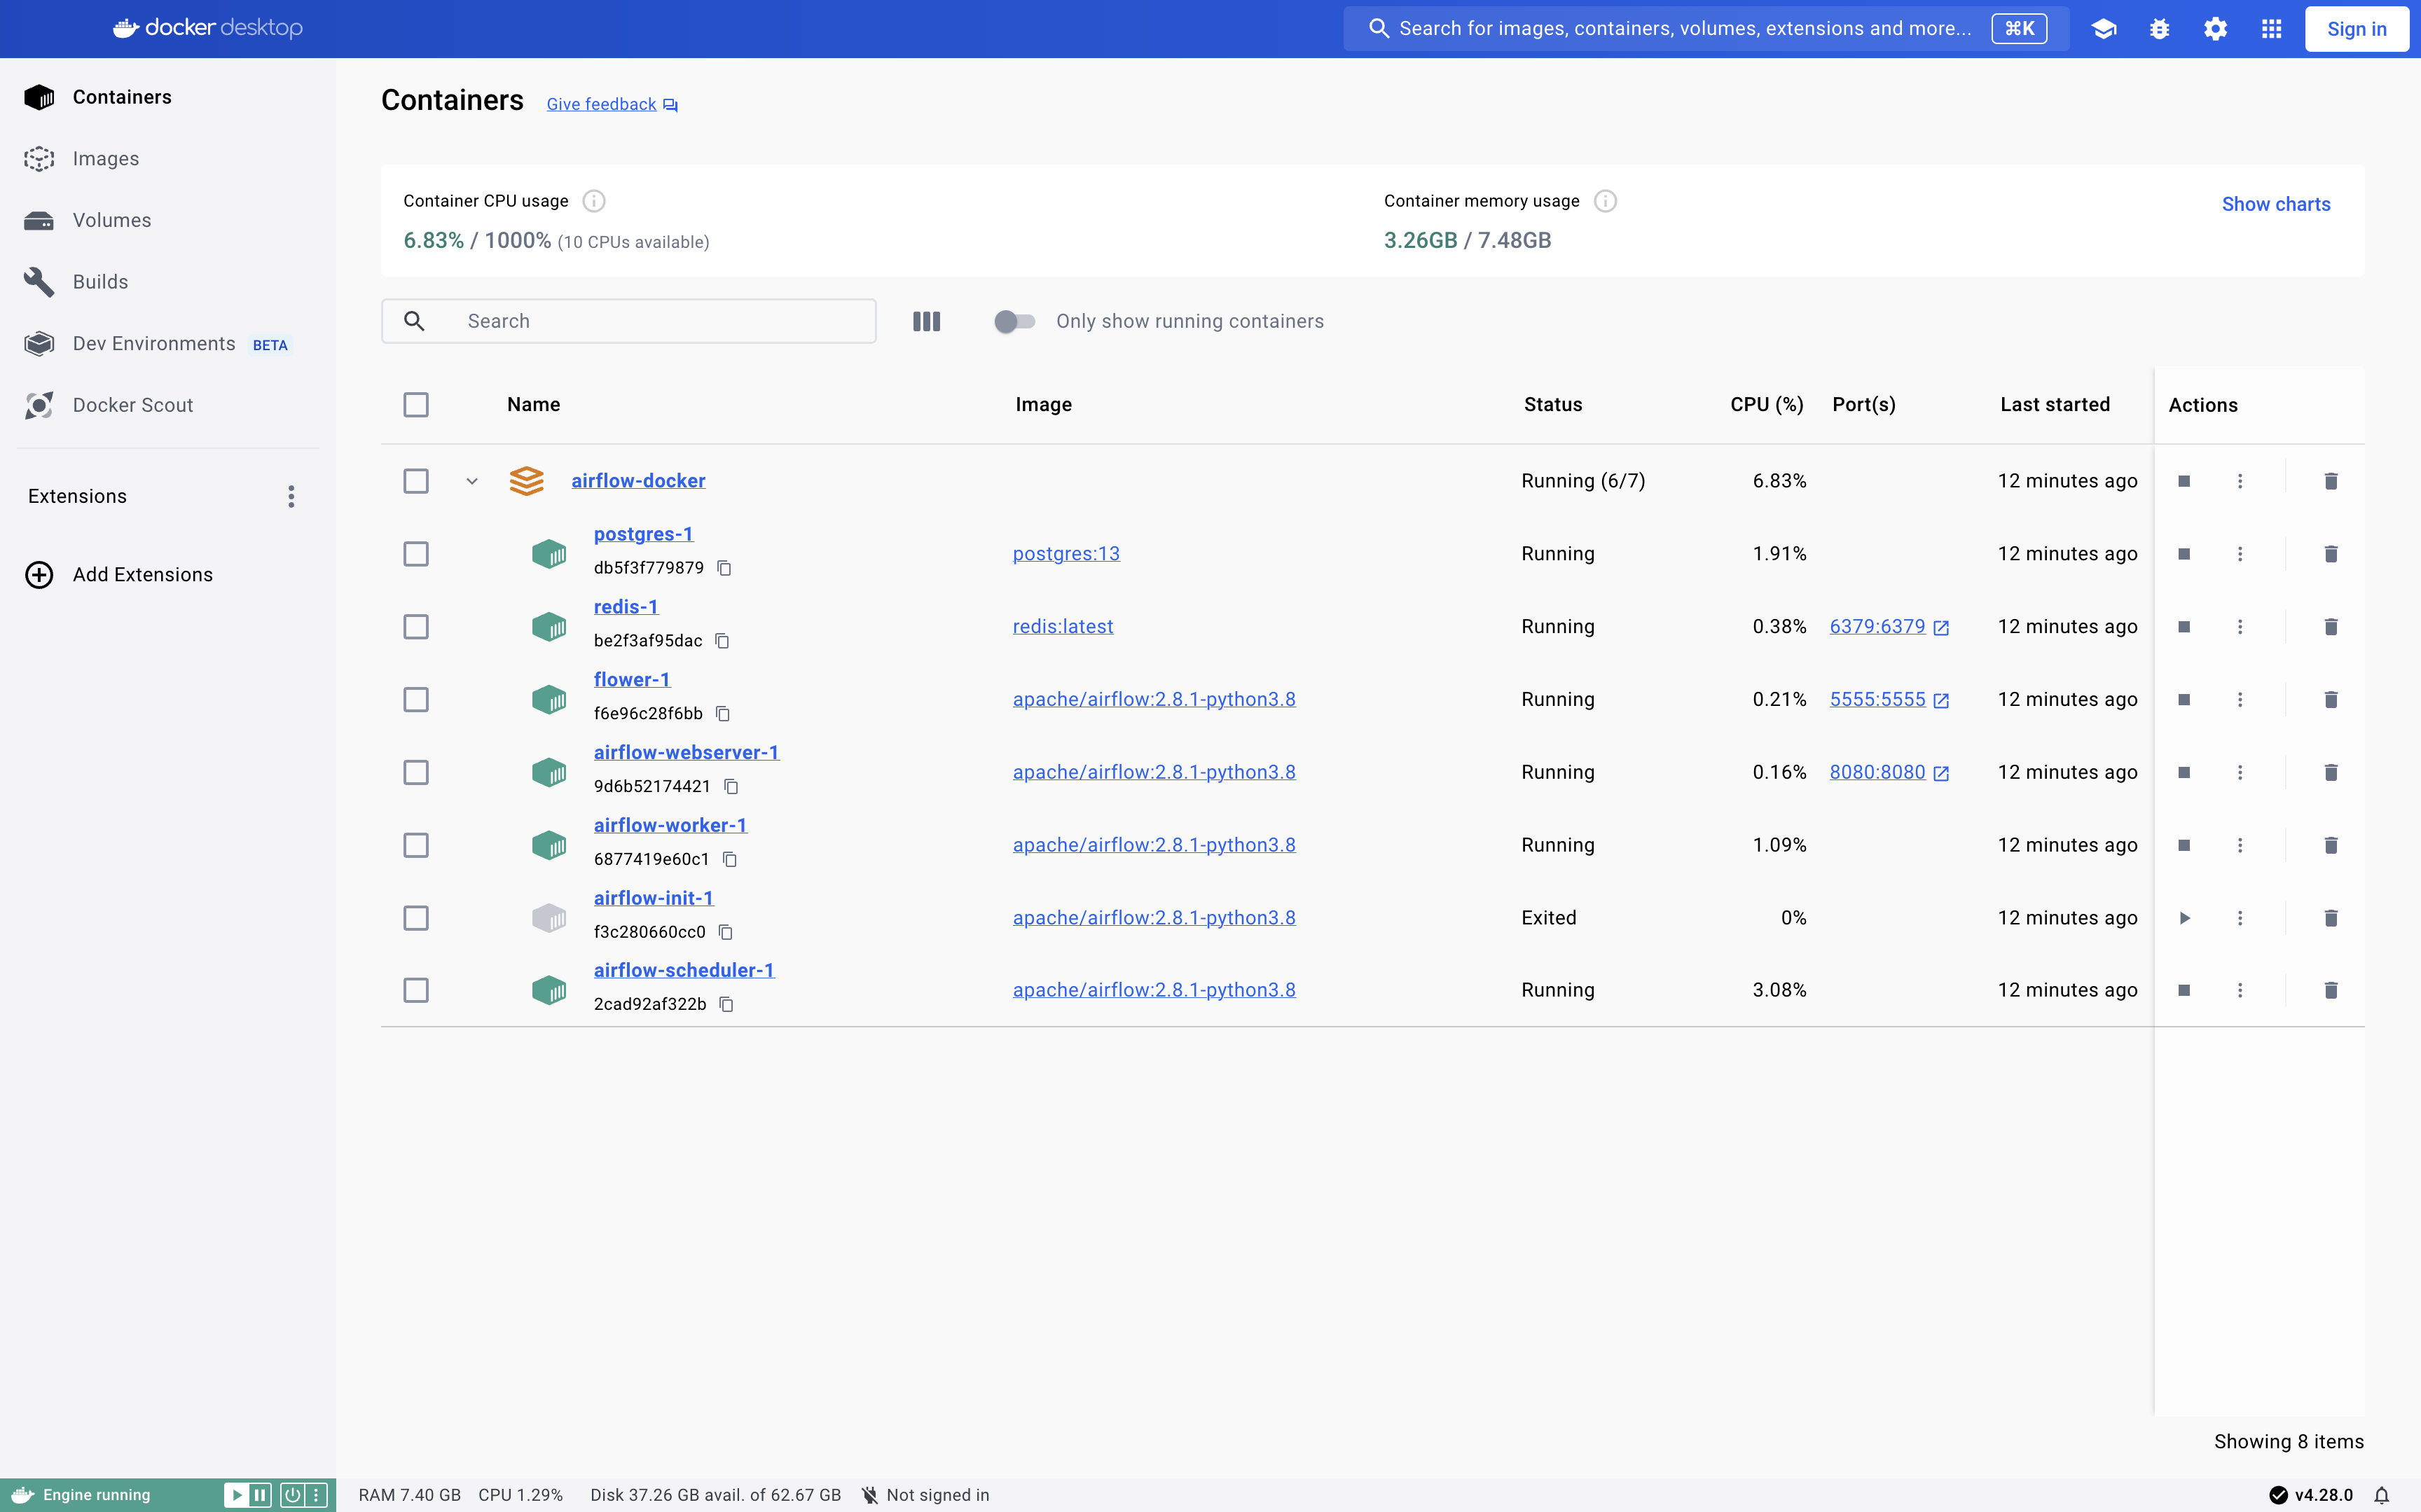 docker desktop
Search for images, containers, volumes, extensions and more...
⌘K
Sign in
Containers
Images
Volumes
Builds
Dev Environments BETA
Docker Scout
Extensions
Add Extensions
Containers Give feedback
Container CPU usage
6.83% / 1000% (10 CPUs available)
Container memory usage
3.26GB / 7.48GB
Show charts
Search
Only show running containers
Name Image Status CPU (%) Port(s) Last started Actions
airflow-docker Running (6/7) 6.83% 12 minutes ago
postgres-1
db5f3f779879
postgres:13 Running 1.91% 12 minutes ago
redis-1
be2f3af95dac
redis:latest Running 0.38% 6379:6379 12 minutes ago
flower-1
f6e96c28f6bb
apache/airflow:2.8.1-python3.8 Running 0.21% 5555:5555 12 minutes ago
airflow-webserver-1
9d6b52174421
apache/airflow:2.8.1-python3.8 Running 0.16% 8080:8080 12 minutes ago
airflow-worker-1
6877419e60c1
apache/airflow:2.8.1-python3.8 Running 1.09% 12 minutes ago
airflow-init-1
f3c280660cc0
apache/airflow:2.8.1-python3.8 Exited 0% 12 minutes ago
airflow-scheduler-1
2cad92af322b
apache/airflow:2.8.1-python3.8 Running 3.08% 12 minutes ago
Showing 8 items
Engine running
RAM 7.40 GB CPU 1.29% Disk 37.26 GB avail. of 62.67 GB Not signed in
v4.28.0